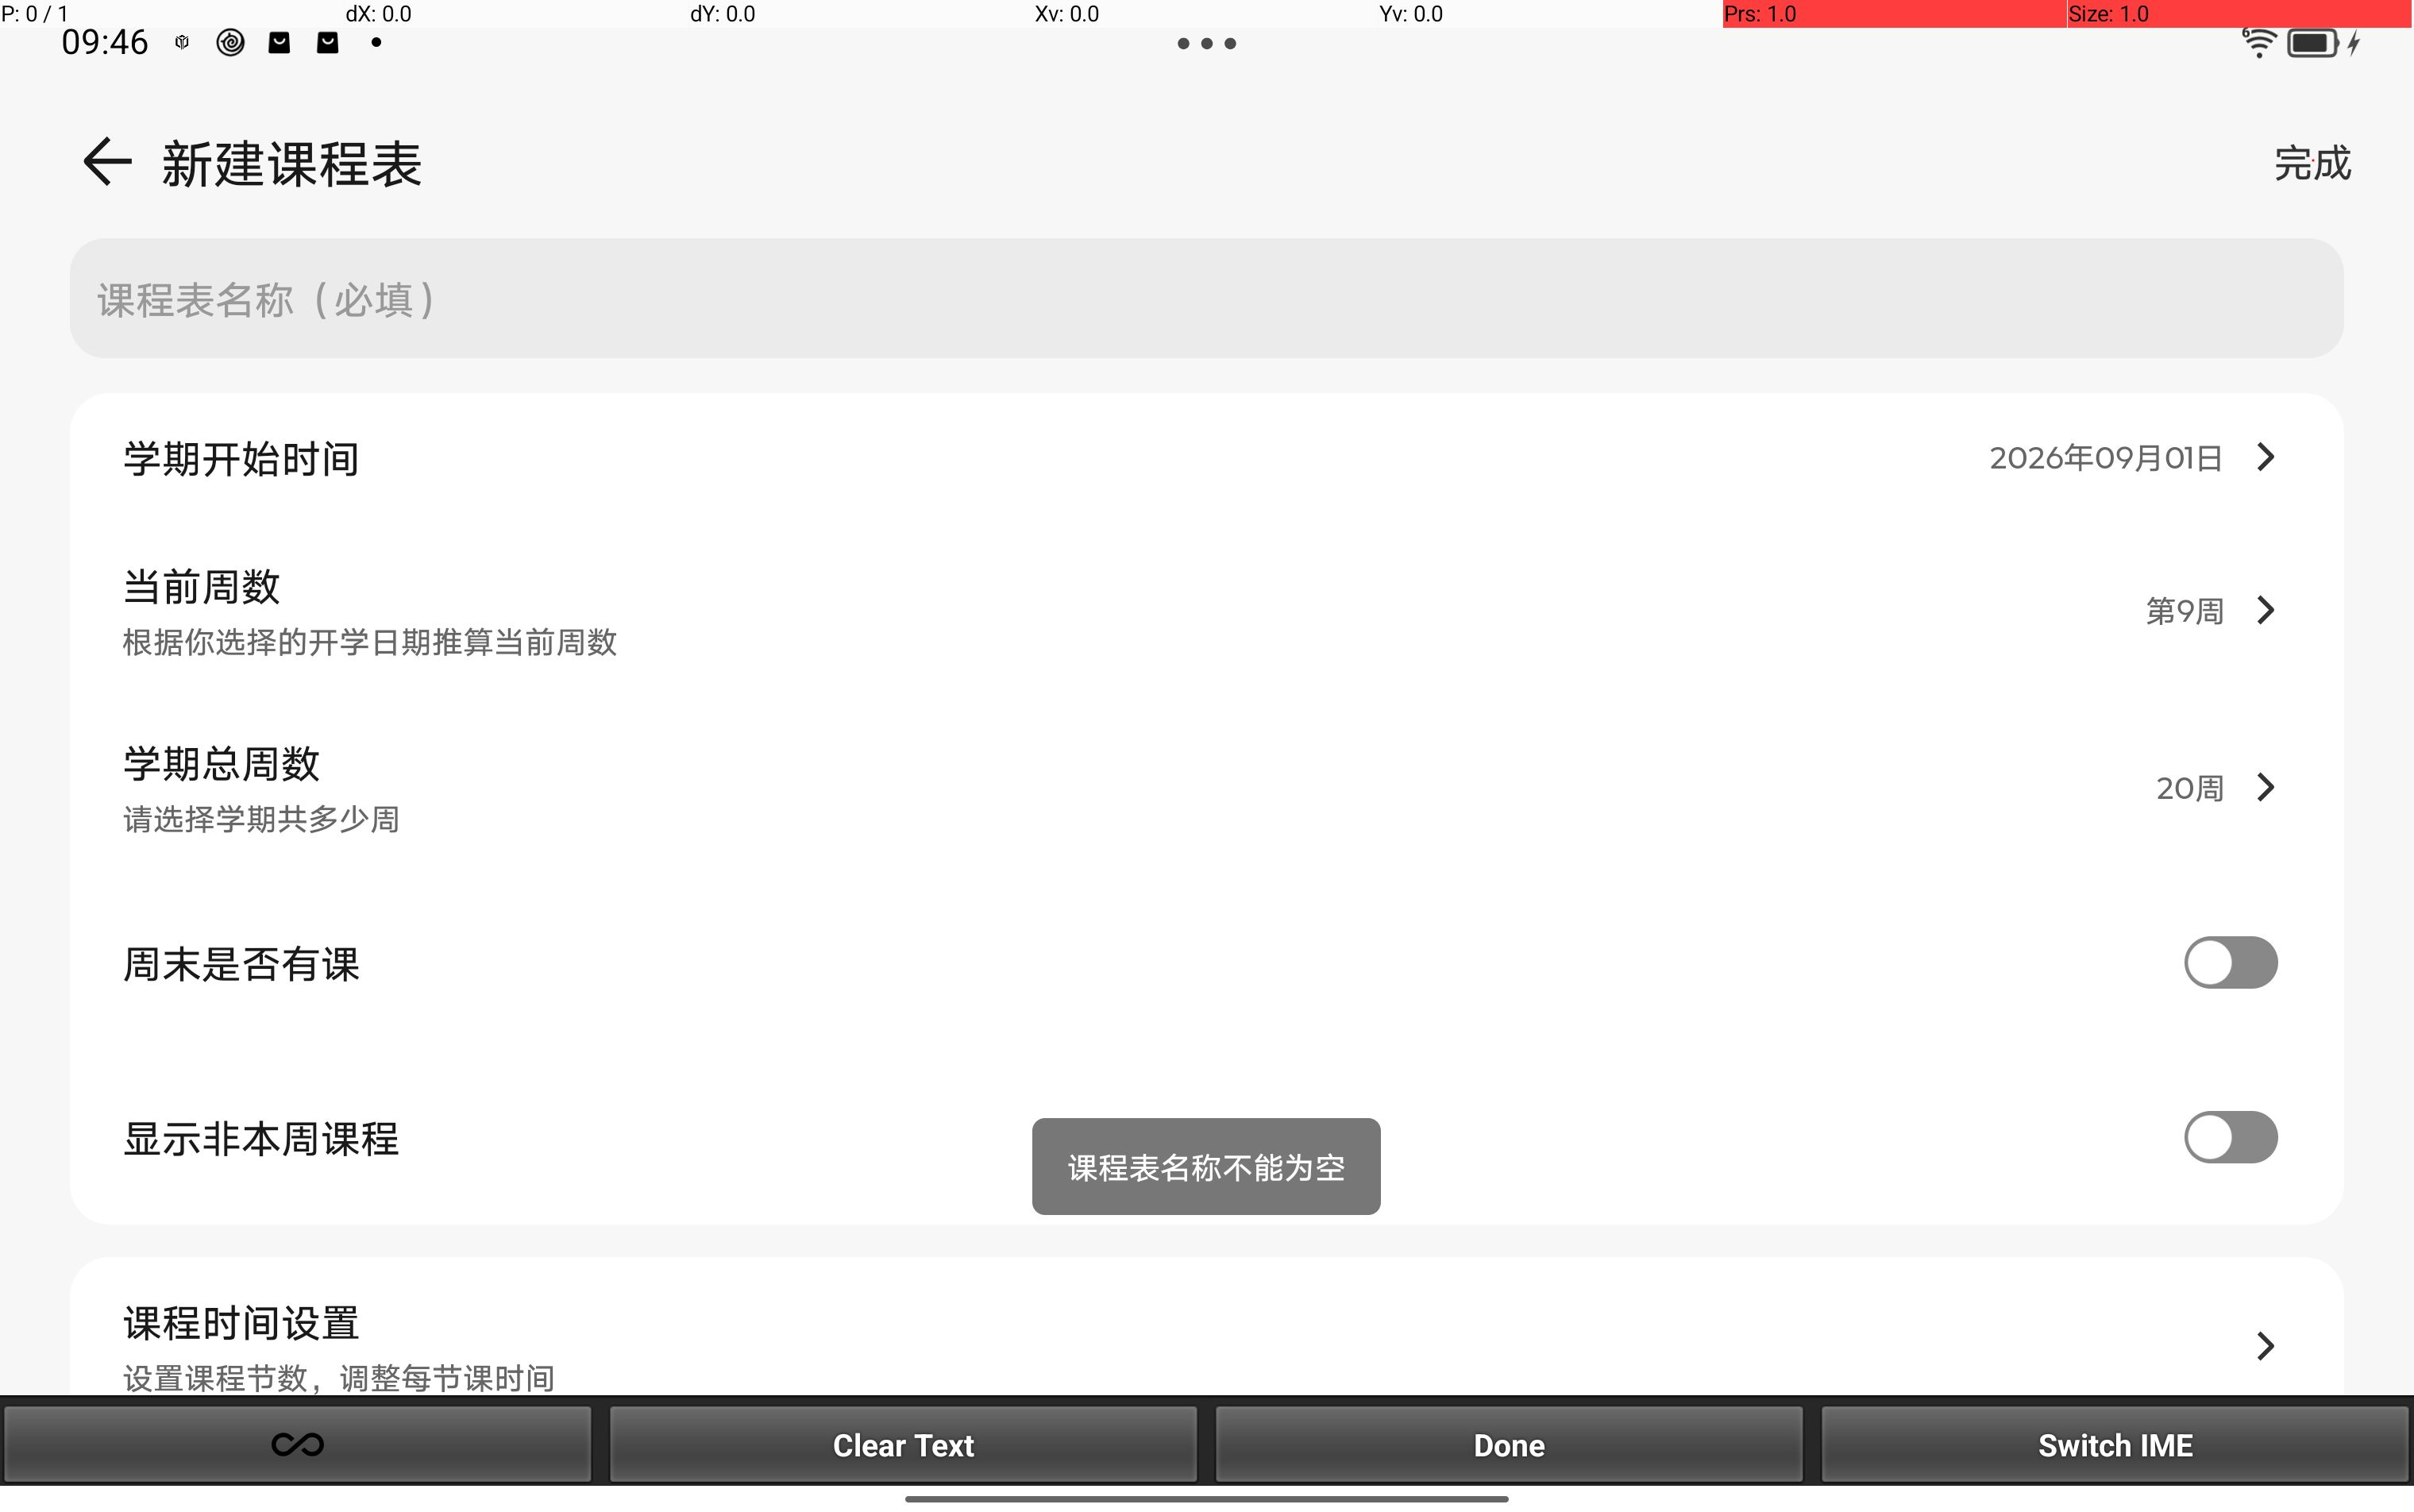 P: 0 / 1 dX: 0.0 dY: 0.0 Xv: 0.0 Yv: 0.0 Prs: 1.0 Size: 1.0
09:46 6
新建课程表 完成
课程表名称（必填）
学期开始时间 2026年09月01日
当前周数 第9周
根据你选择的开学日期推算当前周数
学期总周数 20周
请选择学期共多少周
周末是否有课
显示非本周课程
课程表名称不能为空
课程时间设置
设置课程节数，调整每节课时间
Clear Text Done Switch IME